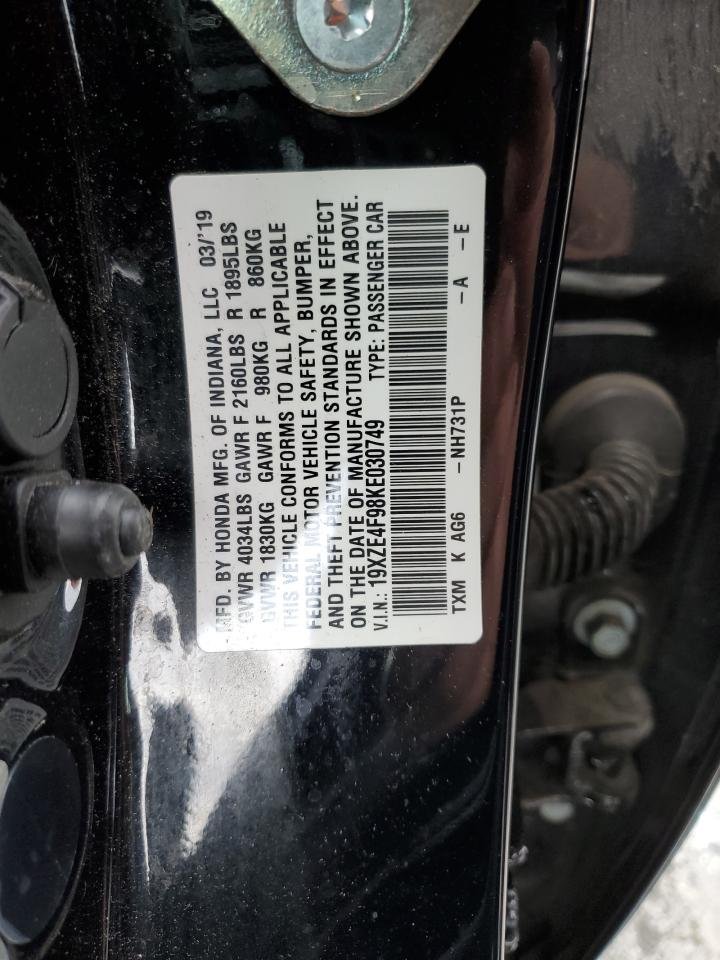 MFD. BY HONDA MFG. OF INDIANA, LLC 03/'19
GVWR 4034LBS GAWR F 2160LBS R 1895LBS
GVWR 1830KG GAWR F 980KG R 860KG
THIS VEHICLE CONFORMS TO ALL APPLICABLE
FEDERAL MOTOR VEHICLE SAFETY, BUMPER,
AND THEFT PREVENTION STANDARDS IN EFFECT
ON THE DATE OF MANUFACTURE SHOWN ABOVE.
V.I.N.: 19XZE4F98KE030749 TYPE: PASSENGER CAR
TXM K AG6 - NH731P - A - E